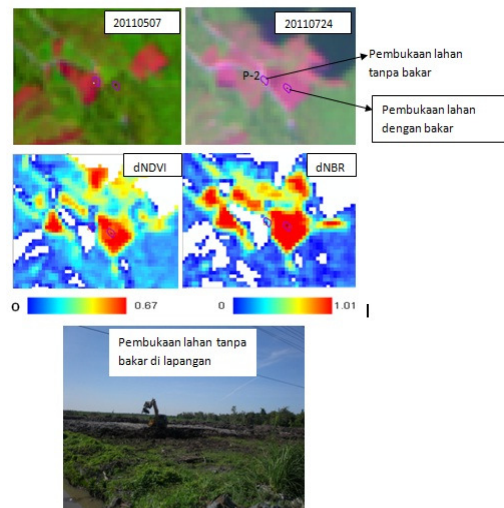 20110507
20110724
P-2
Pembukaan lahan
tanpa bakar
Pembukaan lahan
dengan bakar
dNDVI
dNBR
0
0.67
0
1.01
Pembukaan lahan tanpa
bakar di lapangan